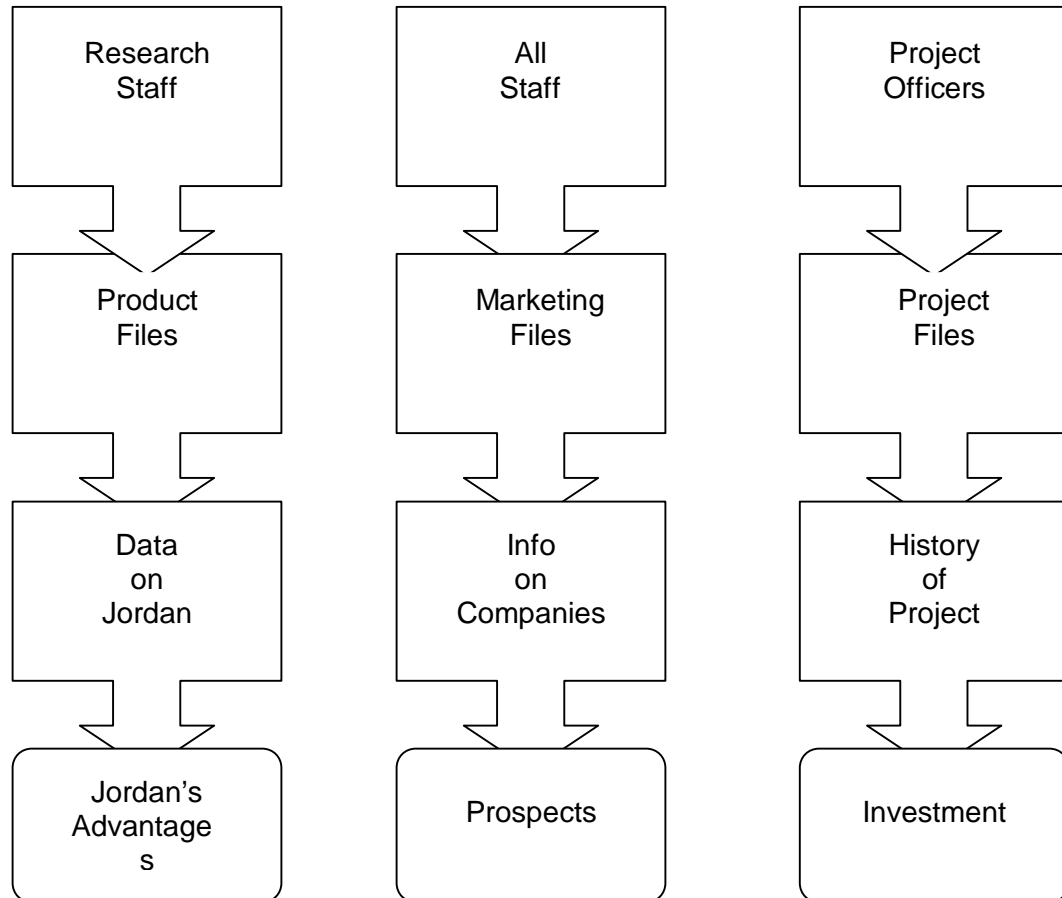 Research
Staff
All
Staff
Project
Officers
Product
Files
Marketing
Files
Project
Files
Data
on
Jordan
Info
on
Companies
History
of
Project
Jordan’s
Advantage
s
Prospects
Investment